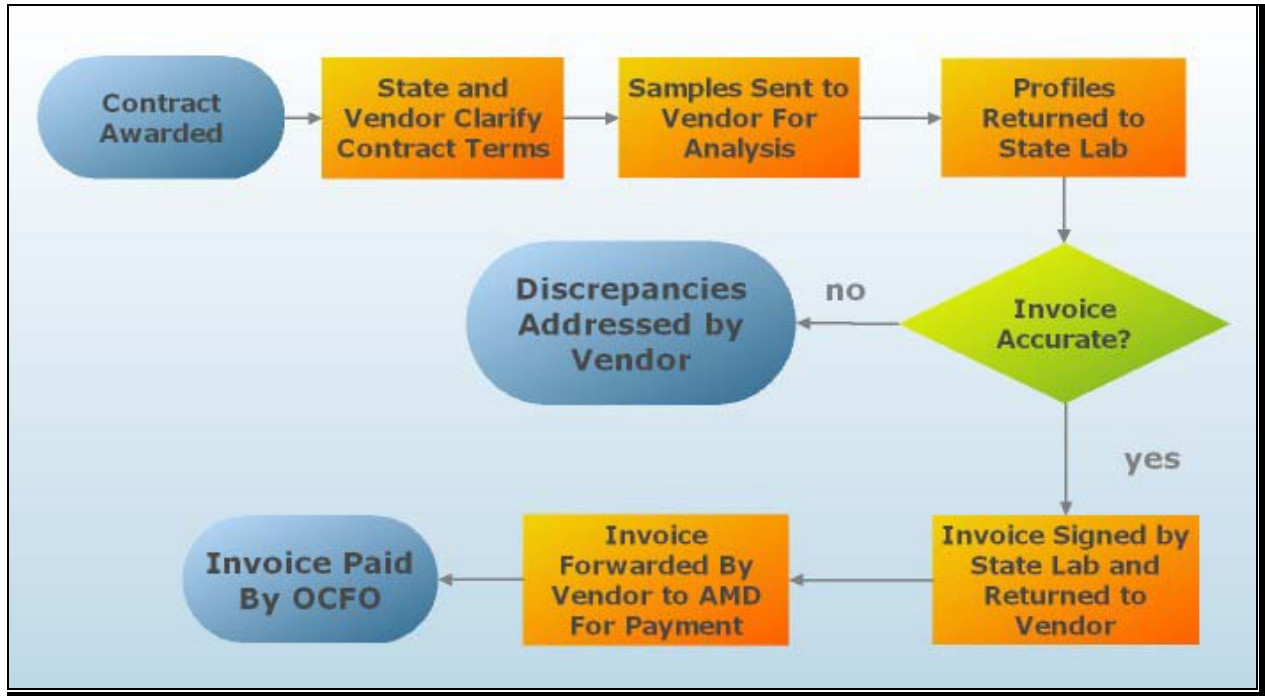 Contract
Awarded
State and
Vendor Clarify
Contract Terms
Samples Sent to
Vendor For
Analysis
Profiles
Returned to
State Lab
Invoice
Accurate?
no
Discrepancies
Addressed by
Vendor
yes
Invoice Signed by
State Lab and
Returned to
Vendor
Invoice
Forwarded By
Vendor to AMD
For Payment
Invoice Paid
By OCFO